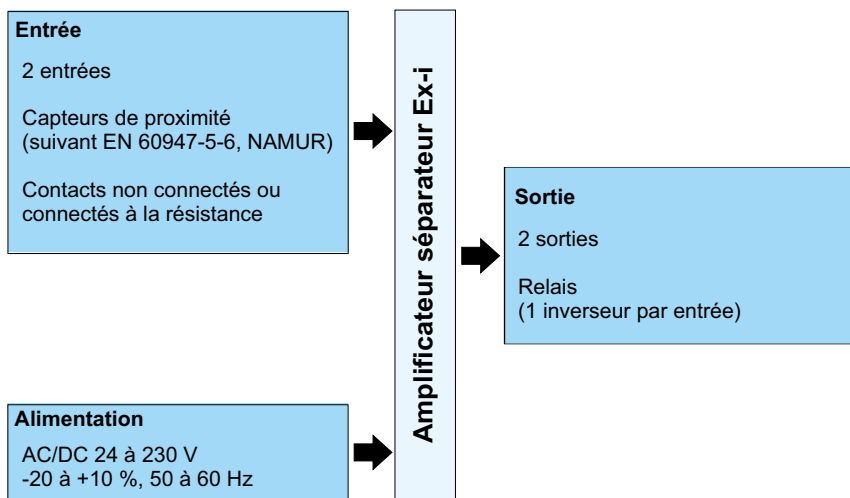 Entrée
2 entrées
Capteurs de proximité
(suivant EN 60947-5-6, NAMUR)
Contacts non connectés ou
connectés à la résistance
Alimentation
AC/DC 24 à 230 V
-20 à +10 %, 50 à 60 Hz
Amplificateur séparateur Ex-i
Sortie
2 sorties
Relais
(1 inverseur par entrée)